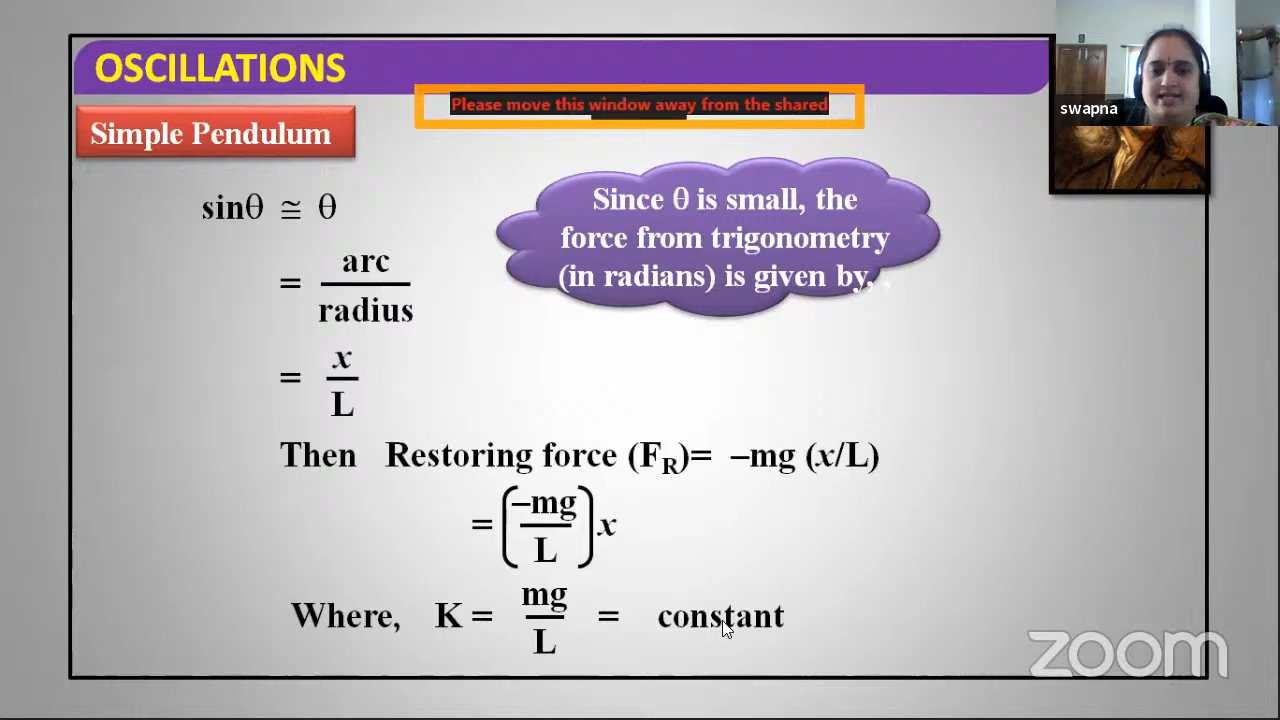 OSCILLATIONS
Please move this window away from the shared
swapna
Simple Pendulum
Since θ is small, the
force from trigonometry
(in radians) is given by, ,
sinθ ≅ θ
= arc / radius
= x / L
Then Restoring force (F_R)= –mg (x/L)
= (–mg / L) x
Where, K = mg / L = constant
zoom